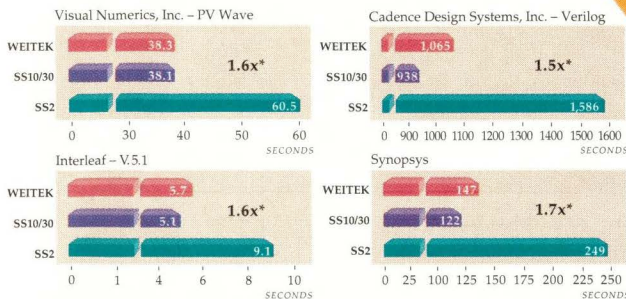 Visual Numerics, Inc. – PV Wave
WEITEK 38.3
SS10/30 38.1 1.6x*
SS2 60.5
0 30 40 50 60
SECONDS
Cadence Design Systems, Inc. – Verilog
WEITEK 1,065
SS10/30 938 1.5x*
SS2 1,586
0 900 1000 1100 1200 1300 1400 1500 1600
SECONDS
Interleaf – V.5.1
WEITEK 5.7
SS10/30 5.1 1.6x*
SS2 9.1
0 1 4 6 8 10
SECONDS
Synopsys
WEITEK 147
SS10/30 122 1.7x*
SS2 249
0 25 75 100 125 150 175 200 225 250
SECONDS